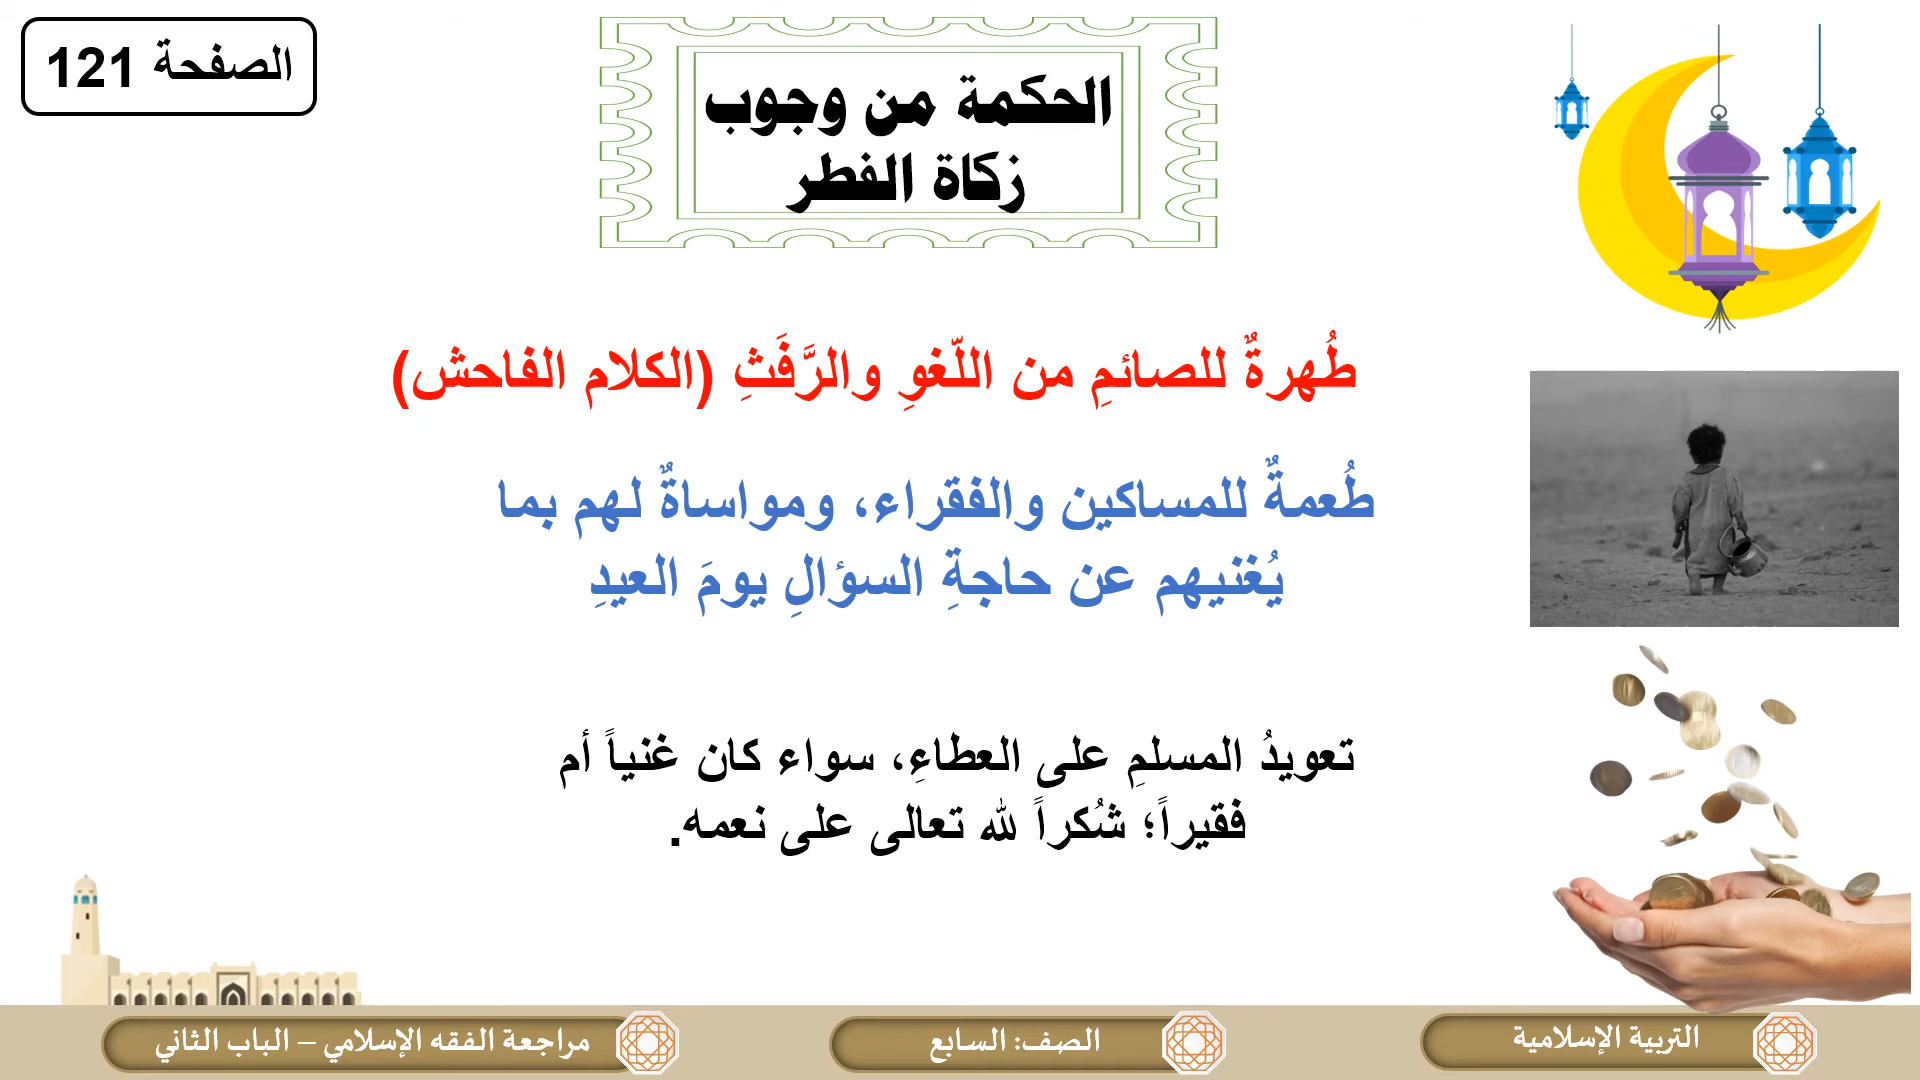 الصفحة 121
الحكمة من وجوب
زكاة الفطر
طُهرةٌ للصائمِ من اللّغوِ والرَّفَثِ (الكلام الفاحش)
طُعمةٌ للمساكين والفقراء، ومواساةٌ لهم بما
يُغنيهم عن حاجةِ السؤالِ يومَ العيدِ
تعويدُ المسلمِ على العطاءِ، سواء كان غنياً أم
فقيراً؛ شُكراً لله تعالى على نعمه.
التربية الإسلامية
الصف: السابع
مراجعة الفقه الإسلامي – الباب الثاني